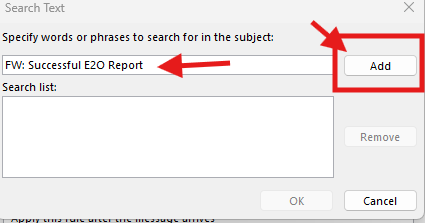 Search Text
Specify words or phrases to search for in the subject:
FW: Successful E2O Report
Add
Search list:
Remove
OK
Cancel
Apply this rule after the message arrives